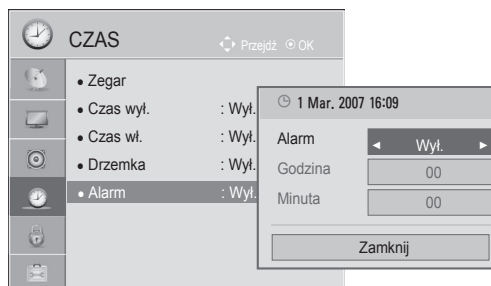 CZAS
Przejdź OK
• Zegar
• Czas wył. : Wył.
• Czas wł. : Wył.
• Drzemka : Wył.
• Alarm : Wył.
1 Mar. 2007 16:09
Alarm ◄ Wył. ►
Godzina 00
Minuta 00
Zamknij